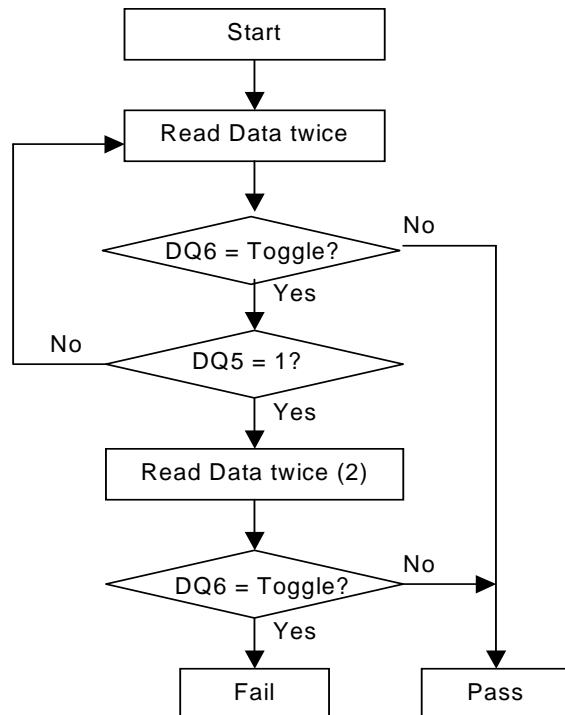 Start
Read Data twice
DQ6 = Toggle?
No
Yes
No
DQ5 = 1?
Yes
Read Data twice (2)
DQ6 = Toggle?
No
Yes
Fail
Pass